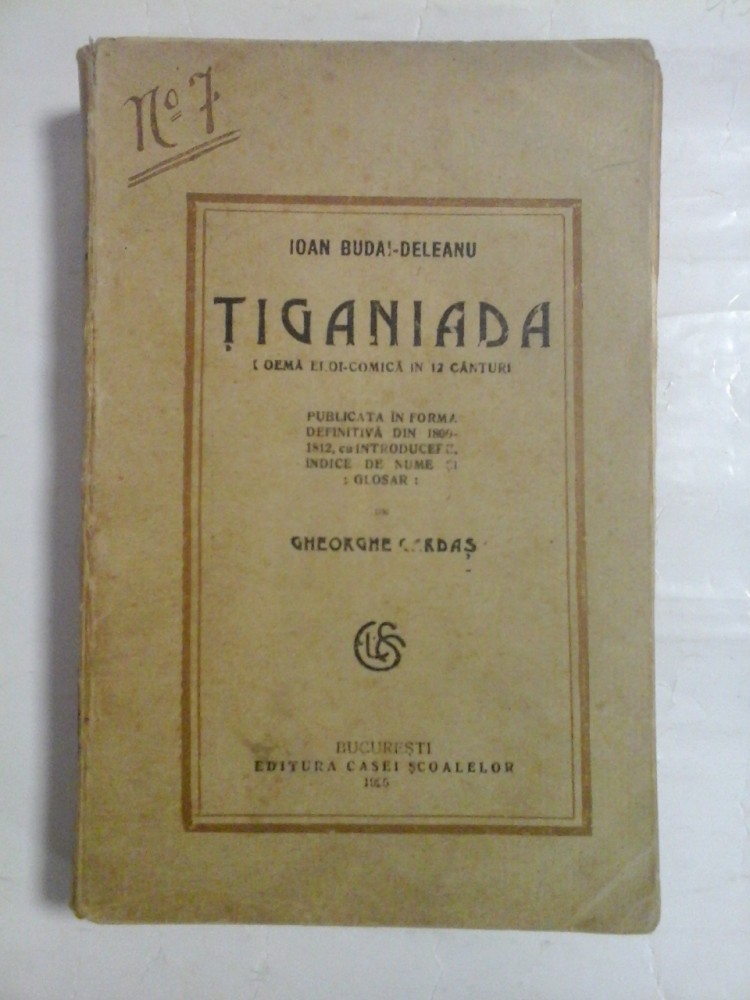 No 7
IOAN BUDAI-DELEANU
ȚIGANIADA
POEMĂ EROI-COMICĂ IN 12 CÂNTURI
PUBLICATA ÎN FORMA
DEFINITIVĂ DIN 1800-
1812, cu INTRODUCERE,
INDICE DE NUME ȘI
: GLOSAR :
DE
GHEORGHE CARDAȘ
BUCUREȘTI
EDITURA CASEI ȘCOALELOR